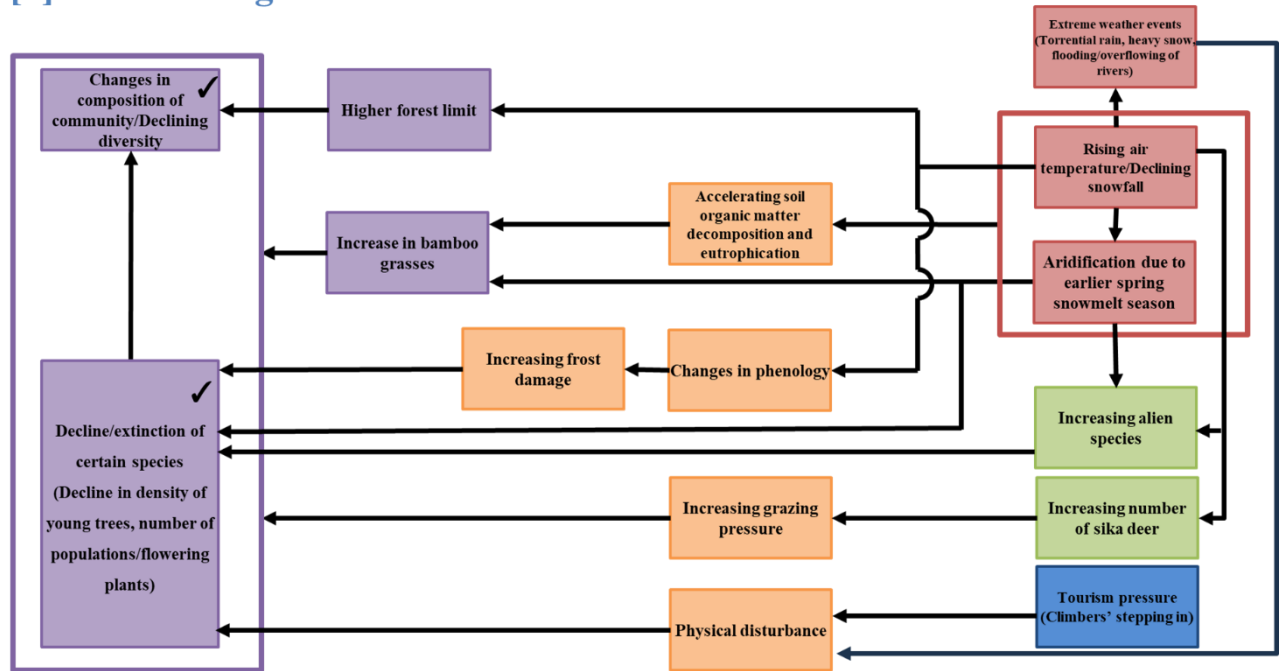 Extreme weather events
(Torrential rain, heavy snow,
flooding/overflowing of
rivers)
Changes in
composition of
community/Declining
diversity
✓
Higher forest limit
Rising air
temperature/Declining
snowfall
Accelerating soil
organic matter
decomposition and
eutrophication
Increase in bamboo
grasses
Aridification due to
earlier spring
snowmelt season
Increasing frost
damage
Changes in phenology
✓
Decline/extinction of
certain species
(Decline in density of
young trees, number of
populations/flowering
plants)
Increasing alien
species
Increasing grazing
pressure
Increasing number
of sika deer
Tourism pressure
(Climbers' stepping in)
Physical disturbance